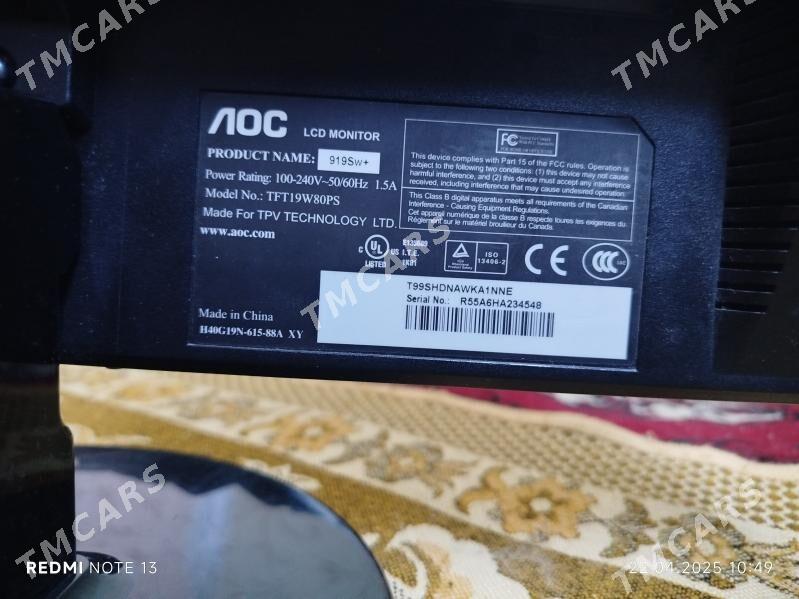 TMCARS
TMCARS
AOC LCD MONITOR
PRODUCT NAME: 919Sw+
Power Rating: 100-240V~50/60Hz 1.5A
Model No.: TFT19W80PS
Made For TPV TECHNOLOGY LTD.
www.aoc.com
FC
This device complies with Part 15 of the FCC rules. Operation is
subject to the following two conditions: (1) this device may not cause
harmful interference, and (2) this device must accept any interference
received, including interference that may cause undesired operation.
This Class B digital apparatus meets all requirements of the Canadian
Interference - Causing Equipment Regulations.
Cet appareil numérique de la classe B respecte toutes les exigences du
Réglement sur le matériel brouilleur du Canada.
C UL US
LISTED
I.T.E.
ISO
13406-2
CE
CCC
TMCARS
T99SHDNAWKA1NNE
Serial No.: R55A6HA234548
Made in China
H40G19N-615-88A XY
TMCARS
TMCARS
REDMI NOTE 13
22.04.2025 10:49